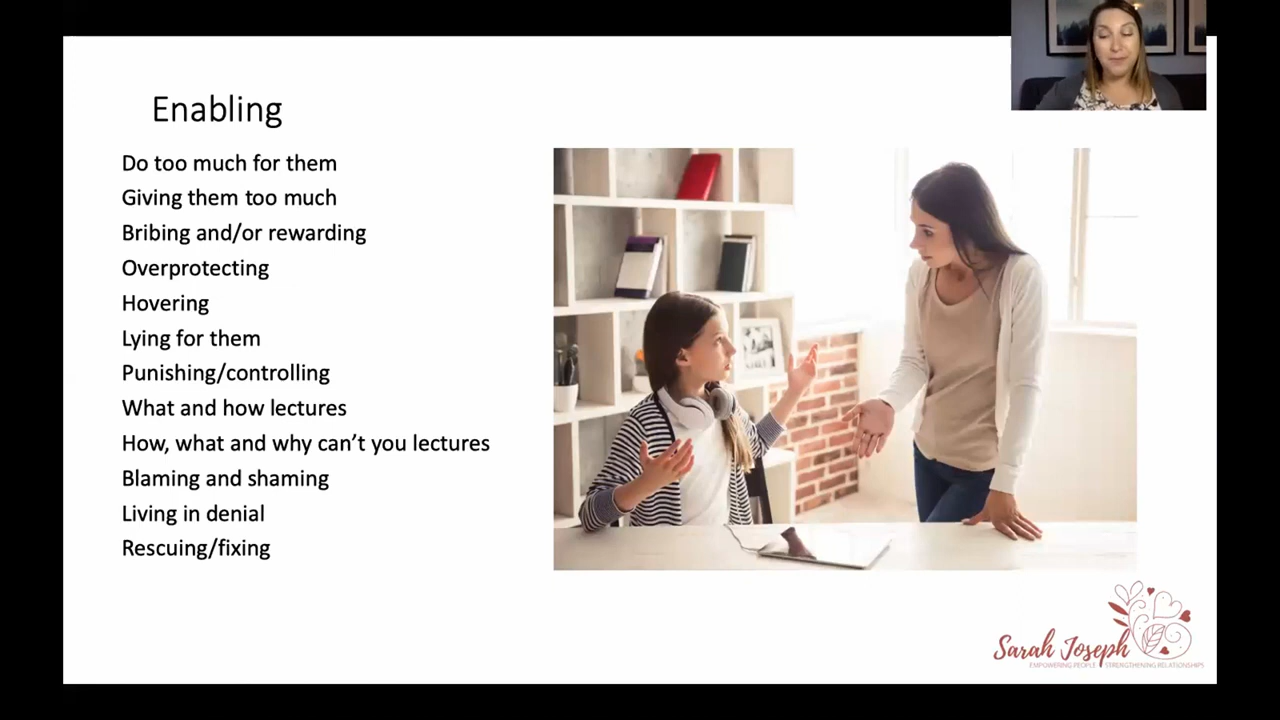 Enabling
Do too much for them
Giving them too much
Bribing and/or rewarding
Overprotecting
Hovering
Lying for them
Punishing/controlling
What and how lectures
How, what and why can’t you lectures
Blaming and shaming
Living in denial
Rescuing/fixing
Sarah Joseph
EMPOWERING PEOPLE STRENGTHENING RELATIONSHIPS